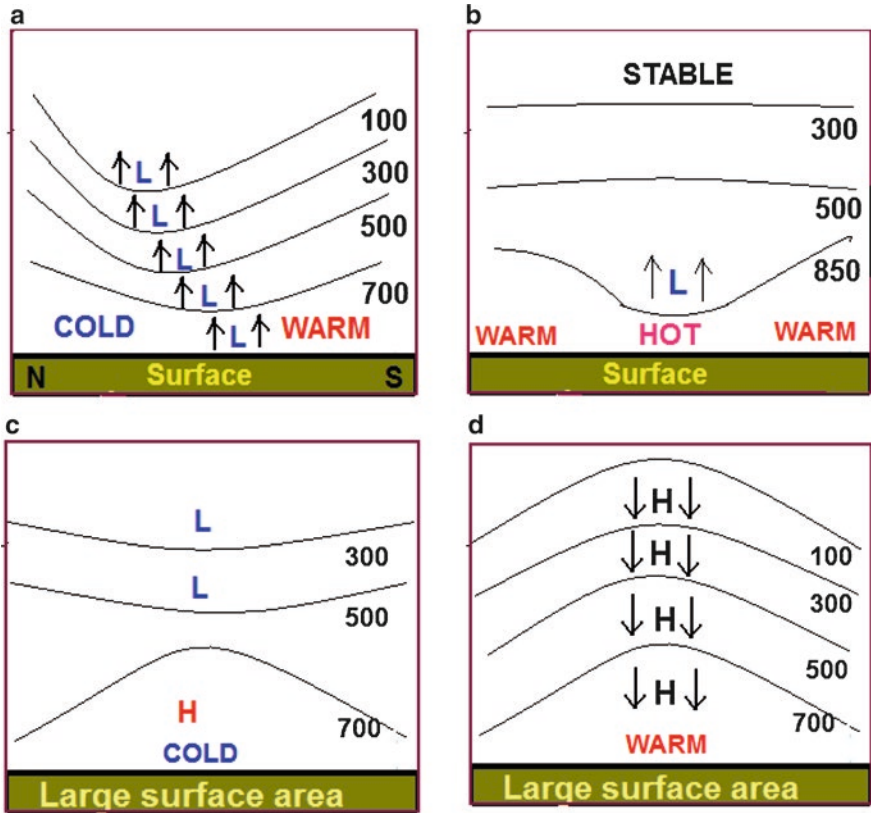 a
100
L
300
L
500
L
700
L
COLD
L
WARM
N
Surface
S
b
STABLE
300
500
850
L
WARM
HOT
WARM
Surface
c
L
300
L
500
H
700
COLD
Large surface area
d
H
100
H
300
H
500
H
700
WARM
Large surface area